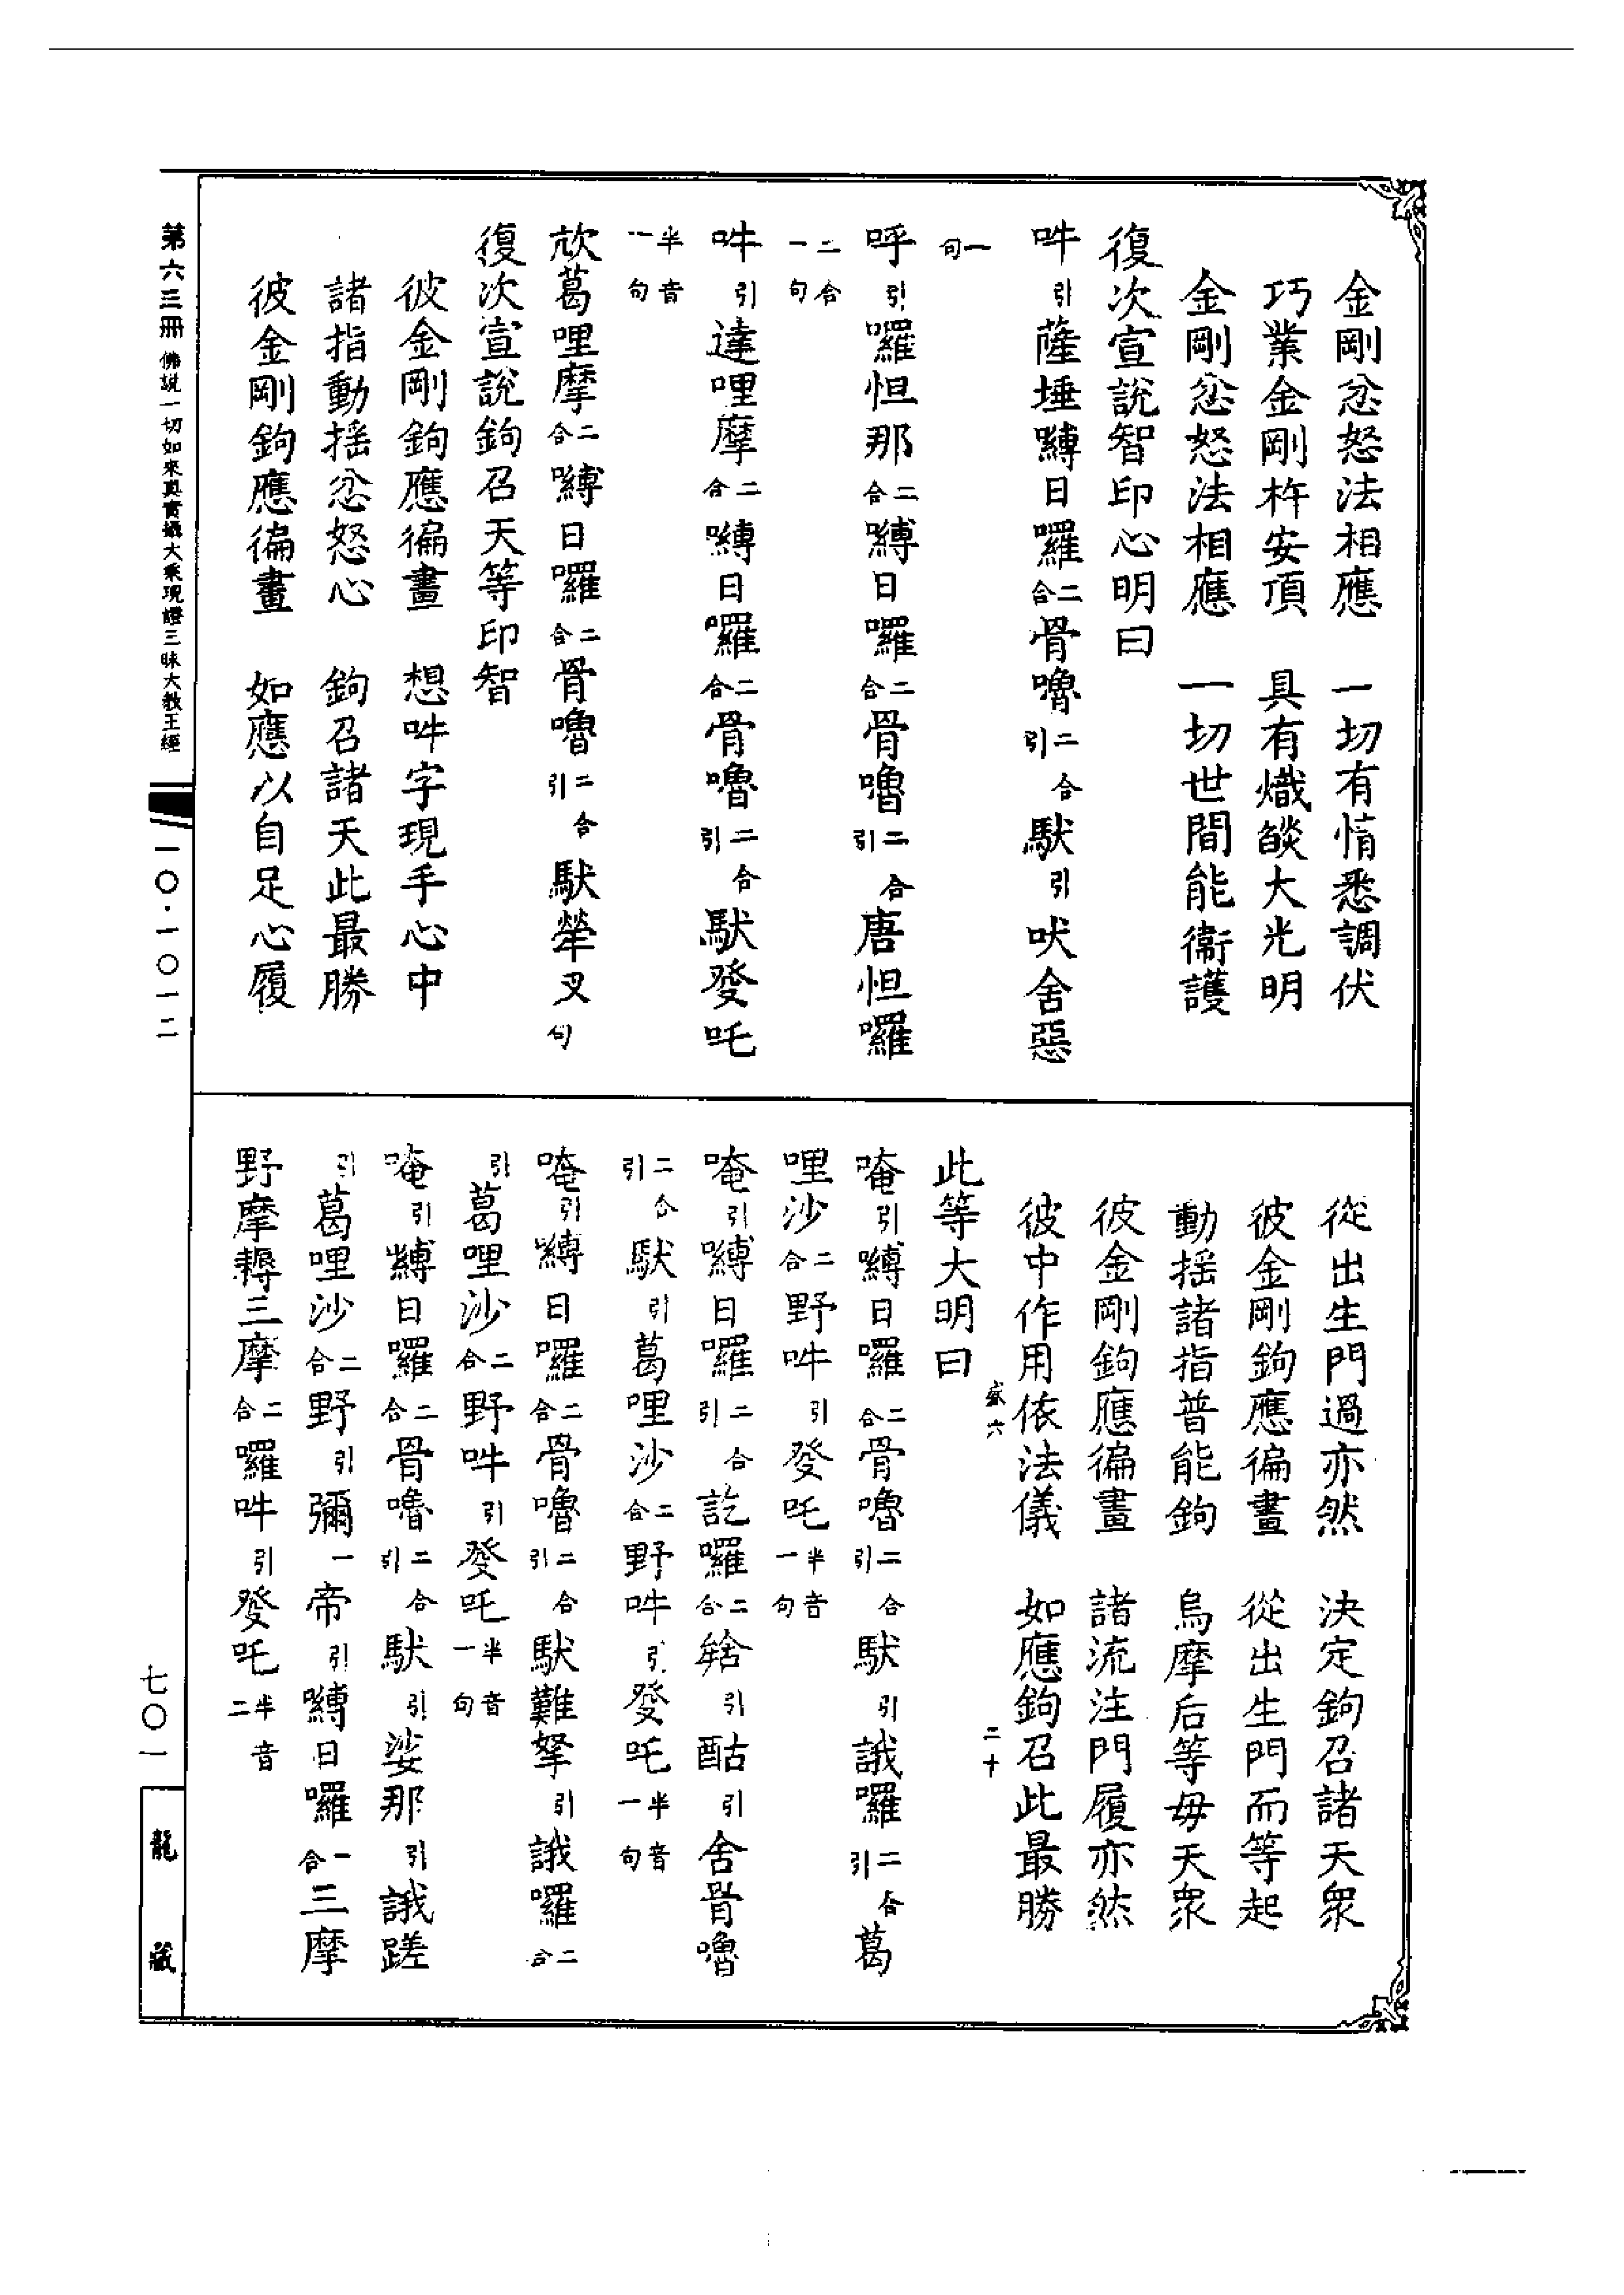 金剛忿怒法相應　一切有情悉調伏
巧業金剛杵安頂　具有熾燄大光明
金剛忿怒法相應　一切世間能衞護
復次宣說智印心明曰
吽引薩埵嚩日囉二合骨嚕二合引馱引吠舍惡
一句
呼引囉怛那二合嚩日囉二合骨嚕二合引唐怛囉
二合一句
吽引達哩摩二合嚩日囉二合骨嚕二合引馱發吒
半音一句
欬葛哩摩二合嚩日囉二合骨嚕二合引馱犖叉句
復次宣說鉤召天等印智
彼金剛鉤應徧畫　想吽字現手心中
諸指動搖忿怒心　鉤召諸天此最勝
彼金剛鉤應徧畫　如應以自足心履
從出生門過亦然　決定鉤召諸天衆
彼金剛鉤應徧畫　從出生門而等起
動搖諸指普能鉤　烏摩后等毋天衆
彼金剛鉤應徧畫　諸流注門履亦然
彼中作用依法儀　如應鉤召此最勝
盛六　二十
此等大明曰
唵引嚩日囉二合骨嚕二合引馱引誐囉二合引葛
哩沙二合野吽引發吒半音一句
唵引嚩日囉二合引訖囉二合㗭引酤引舍骨嚕
二合引馱引葛哩沙二合野吽引發吒半音一句
唵引嚩日囉二合骨嚕二合引馱難拏引誐囉二合
引葛哩沙二合野吽引發吒半音一句
唵引嚩日囉二合骨嚕二合引馱引娑那引誐蹉
引葛哩沙二合野引彌一帝引嚩日囉二合三摩
野摩耨三摩二合囉吽引發吒半音二
第六三冊　佛說一切如來真實攝大乘現證三昧大教王經
一〇·一〇一二
七〇一
龍藏